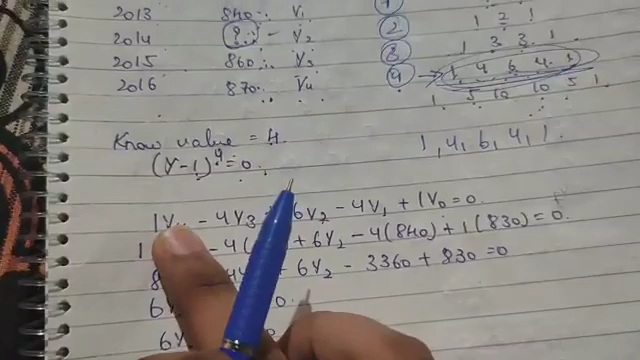 2013 840 Y₁
2014 ? - Y₂
2015 860 Y₃
2016 870 Y₄
1
2
3
4
1 2 1
1 3 3 1
1 4 6 4 1
1 5 10 10 5 1
Know value = 4
1, 4, 6, 4, 1
(Y-1)⁴ = 0
- 4Y₃ + 6Y₂ - 4Y₁ + 1Y₀ = 0
- 4( + 6Y₂ - 4(840) + 1(830) = 0
+ 6Y₂ - 3360 + 830 = 0